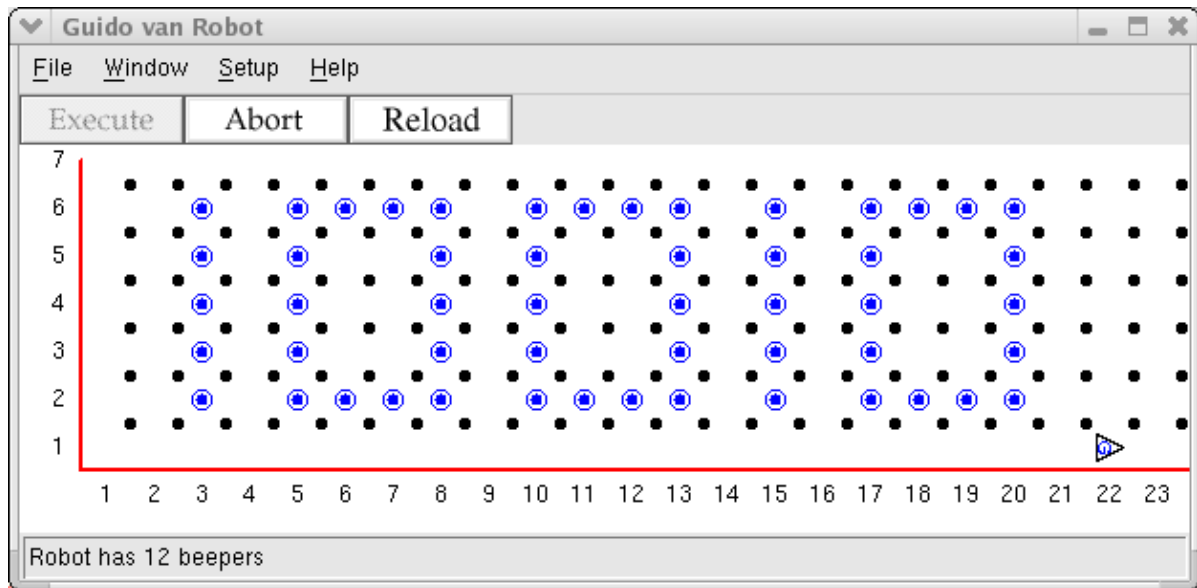 Guido van Robot
File Window Setup Help
Execute Abort Reload
7
6
5
4
3
2
1
1 2 3 4 5 6 7 8 9 10 11 12 13 14 15 16 17 18 19 20 21 22 23
Robot has 12 beepers